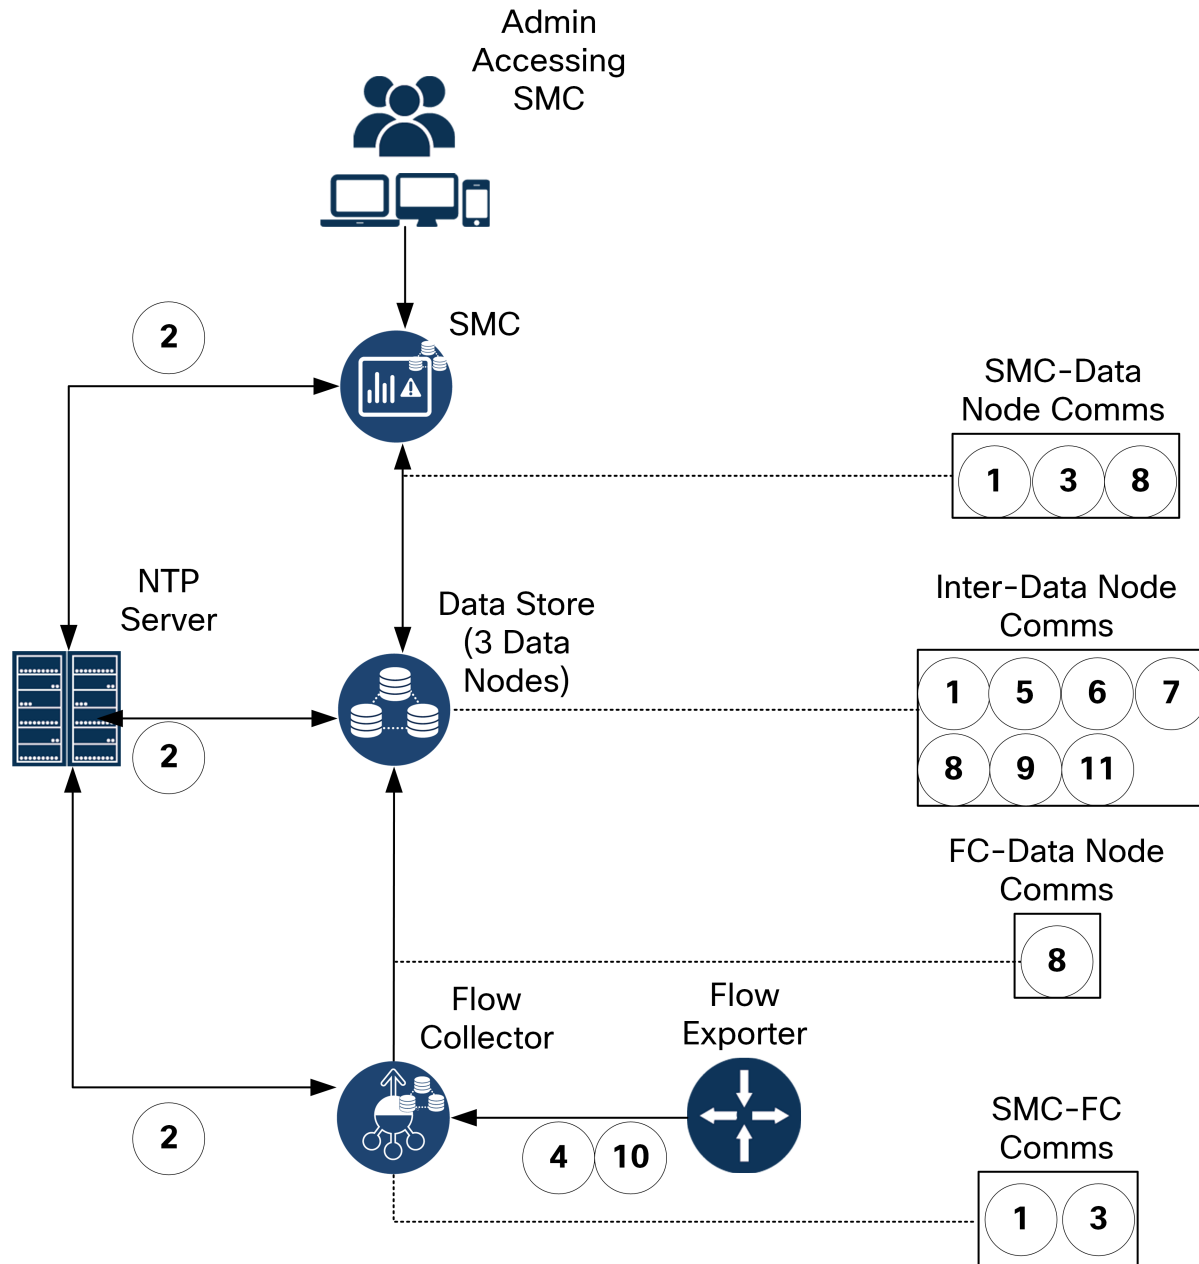 Admin
Accessing
SMC
SMC
2
SMC-Data
Node Comms
1 3 8
NTP
Server
Data Store
(3 Data
Nodes)
Inter-Data Node
Comms
1 5 6 7
8 9 11
2
FC-Data Node
Comms
8
Flow
Collector
Flow
Exporter
4 10
2
SMC-FC
Comms
1 3